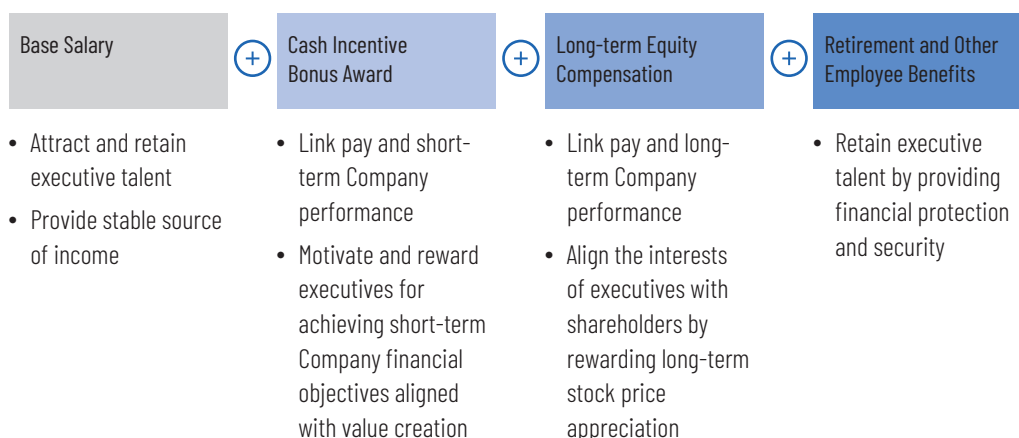 Base Salary
+
Cash Incentive
Bonus Award
+
Long-term Equity
Compensation
+
Retirement and Other
Employee Benefits
• Attract and retain
executive talent
• Provide stable source
of income
• Link pay and short-
term Company
performance
• Motivate and reward
executives for
achieving short-term
Company financial
objectives aligned
with value creation
• Link pay and long-
term Company
performance
• Align the interests
of executives with
shareholders by
rewarding long-term
stock price
appreciation
• Retain executive
talent by providing
financial protection
and security